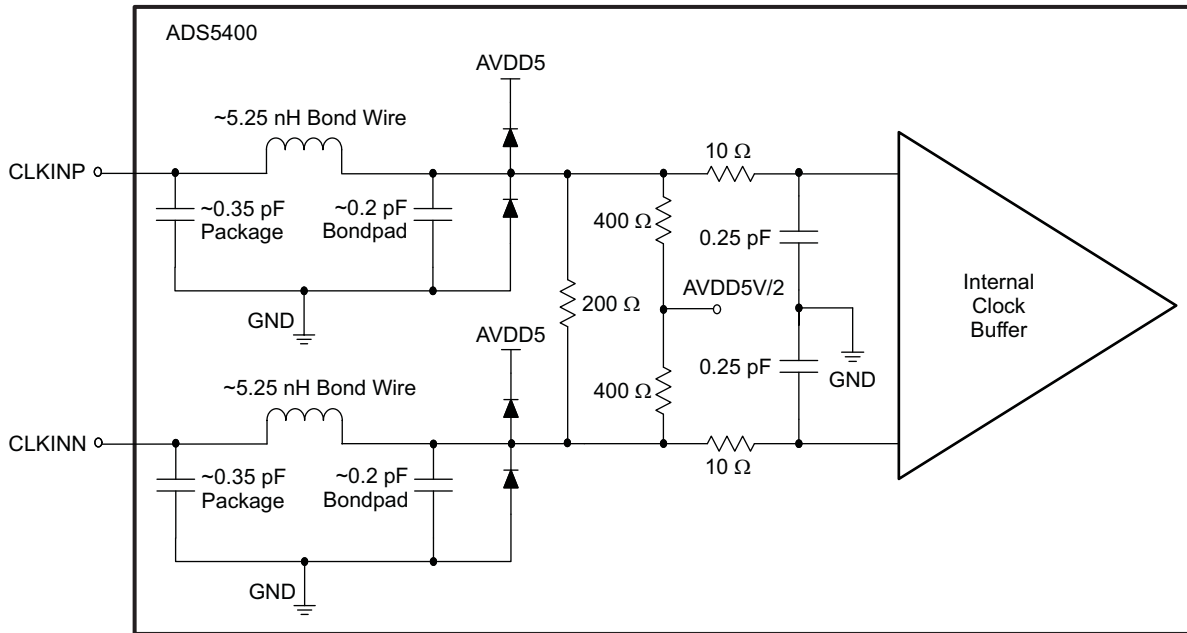 ADS5400
AVDD5
~5.25 nH Bond Wire
CLKINP
10 Ω
~0.35 pF
Package
~0.2 pF
Bondpad
400 Ω
0.25 pF
GND
200 Ω
AVDD5V/2
Internal
Clock
Buffer
AVDD5
~5.25 nH Bond Wire
400 Ω
0.25 pF
GND
CLKINN
10 Ω
~0.35 pF
Package
~0.2 pF
Bondpad
GND